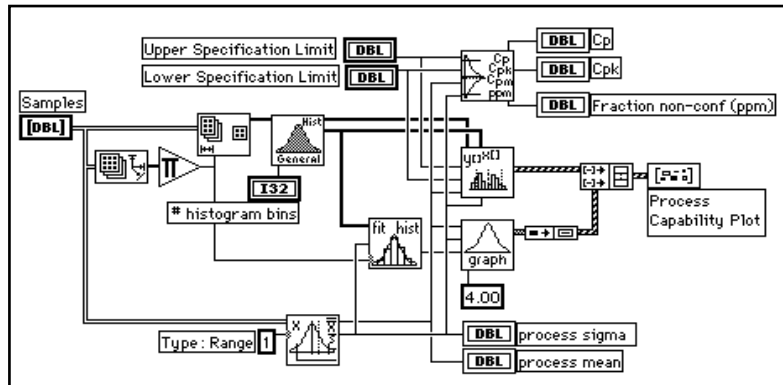 Upper Specification Limit
DBL
Lower Specification Limit
DBL
Samples
[DBL]
Cp
Cpk
Cpm
ppm
DBL
Cp
DBL
Cpk
DBL
Fraction non-conf (ppm)
Hist
General
I32
# histogram bins
y[] x[]
Process
Capability Plot
fit hist
graph
4.00
Type: Range
1
X
X
DBL
process sigma
DBL
process mean